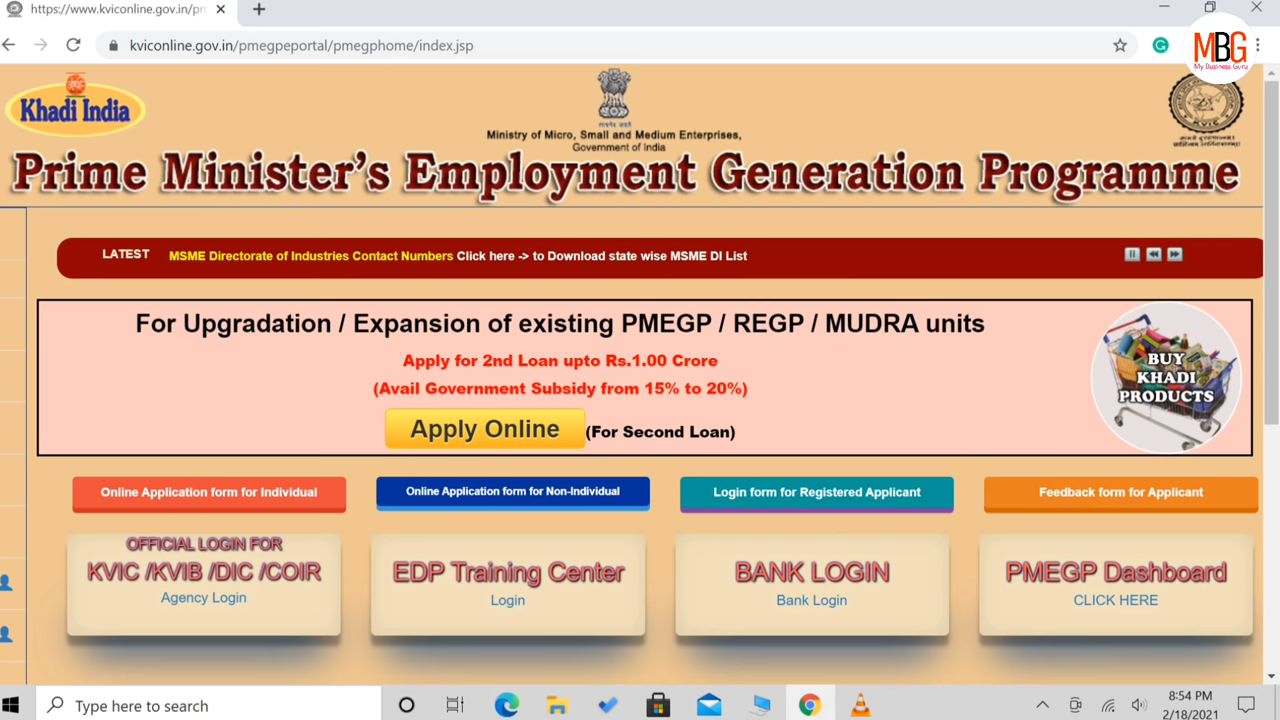 https://www.kviconline.gov.in/pm
kviconline.gov.in/pmegpeportal/pmegphome/index.jsp
MBG
My Business Guru
Khadi India
Ministry of Micro, Small and Medium Enterprises,
Government of India
Prime Minister's Employment Generation Programme
LATEST MSME Directorate of Industries Contact Numbers Click here -> to Download state wise MSME DI List
For Upgradation / Expansion of existing PMEGP / REGP / MUDRA units
Apply for 2nd Loan upto Rs.1.00 Crore
(Avail Government Subsidy from 15% to 20%)
Apply Online (For Second Loan)
BUY
KHADI
PRODUCTS
Online Application form for Individual
Online Application form for Non-Individual
Login form for Registered Applicant
Feedback form for Applicant
OFFICIAL LOGIN FOR
KVIC /KVIB /DIC /COIR
Agency Login
EDP Training Center
Login
BANK LOGIN
Bank Login
PMEGP Dashboard
CLICK HERE
Type here to search
8:54 PM
2/18/2021